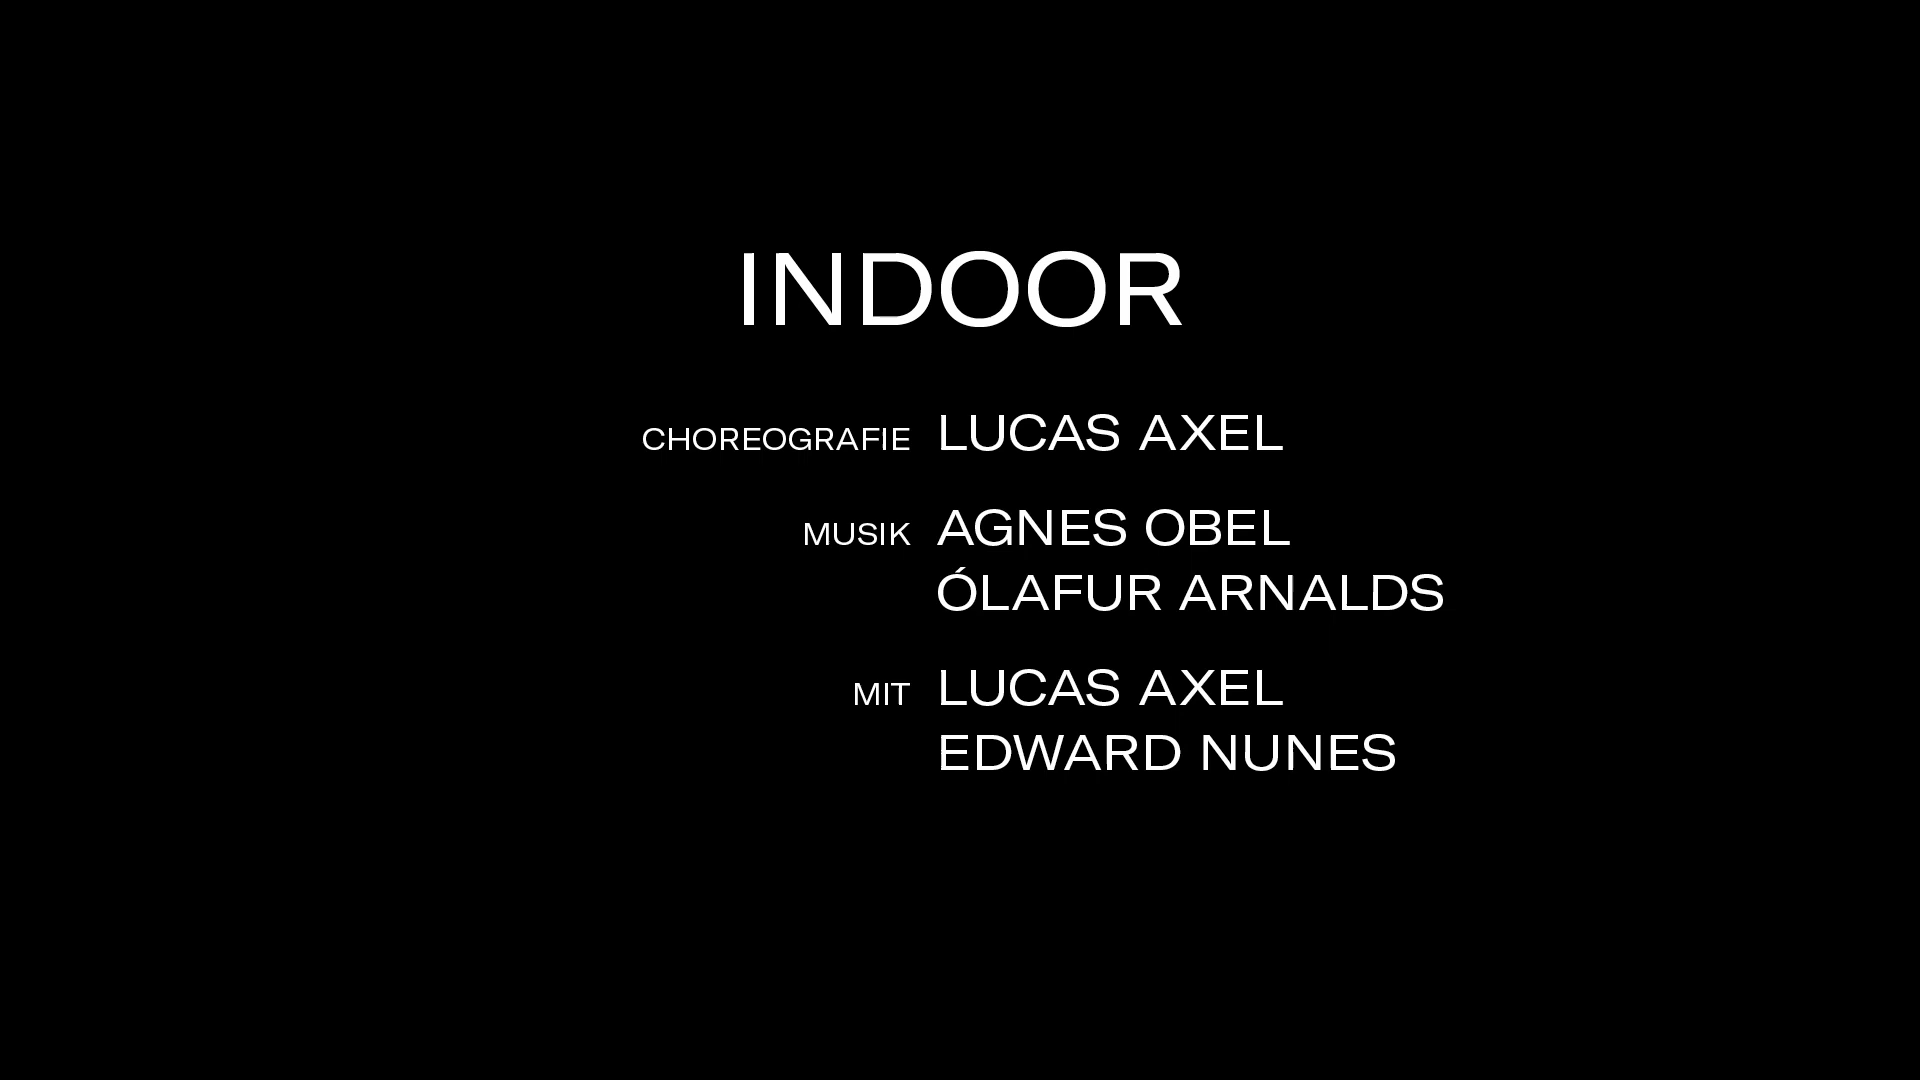 INDOOR
CHOREOGRAFIE LUCAS AXEL
MUSIK AGNES OBEL
ÓLAFUR ARNALDS
MIT LUCAS AXEL
EDWARD NUNES